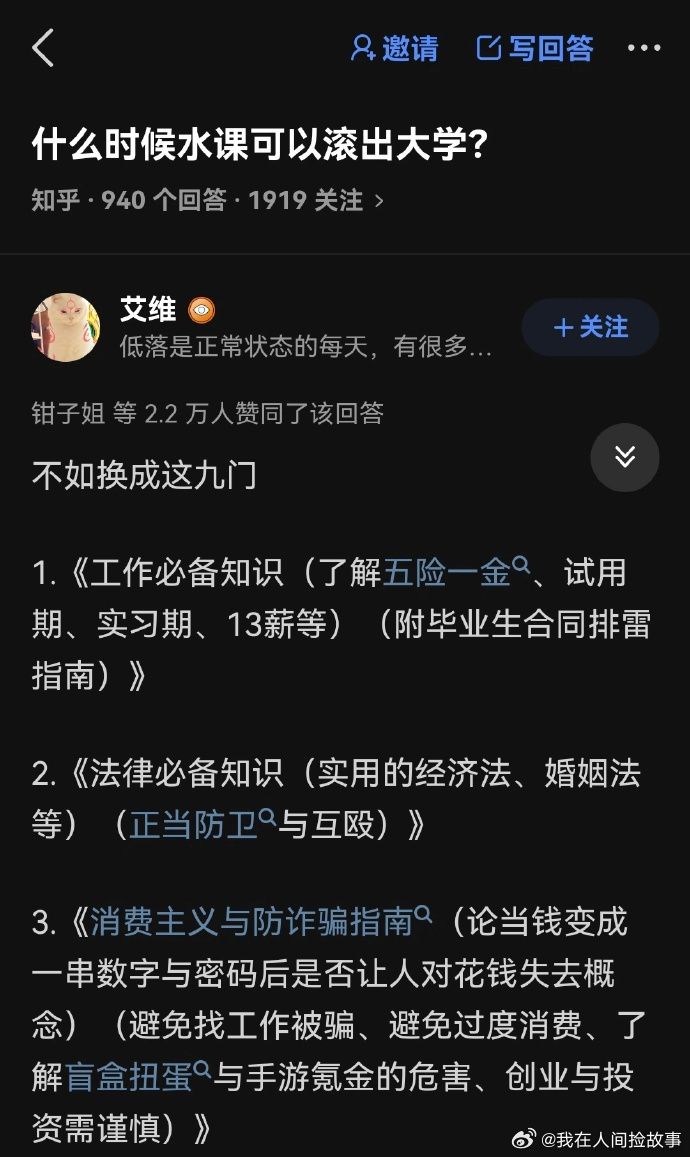 邀请 写回答
什么时候水课可以滚出大学?
知乎 · 940 个回答 · 1919 关注 >
艾维
低落是正常状态的每天，有很多...
+ 关注
钳子姐 等 2.2 万人赞同了该回答
不如换成这九门
1.《工作必备知识（了解五险一金、试用
期、实习期、13薪等）（附毕业生合同排雷
指南）》
2.《法律必备知识（实用的经济法、婚姻法
等）（正当防卫与互殴）》
3.《消费主义与防诈骗指南（论当钱变成
一串数字与密码后是否让人对花钱失去概
念）（避免找工作被骗、避免过度消费、了
解盲盒扭蛋与手游氪金的危害、创业与投
资需谨慎）》
@我在人间捡故事